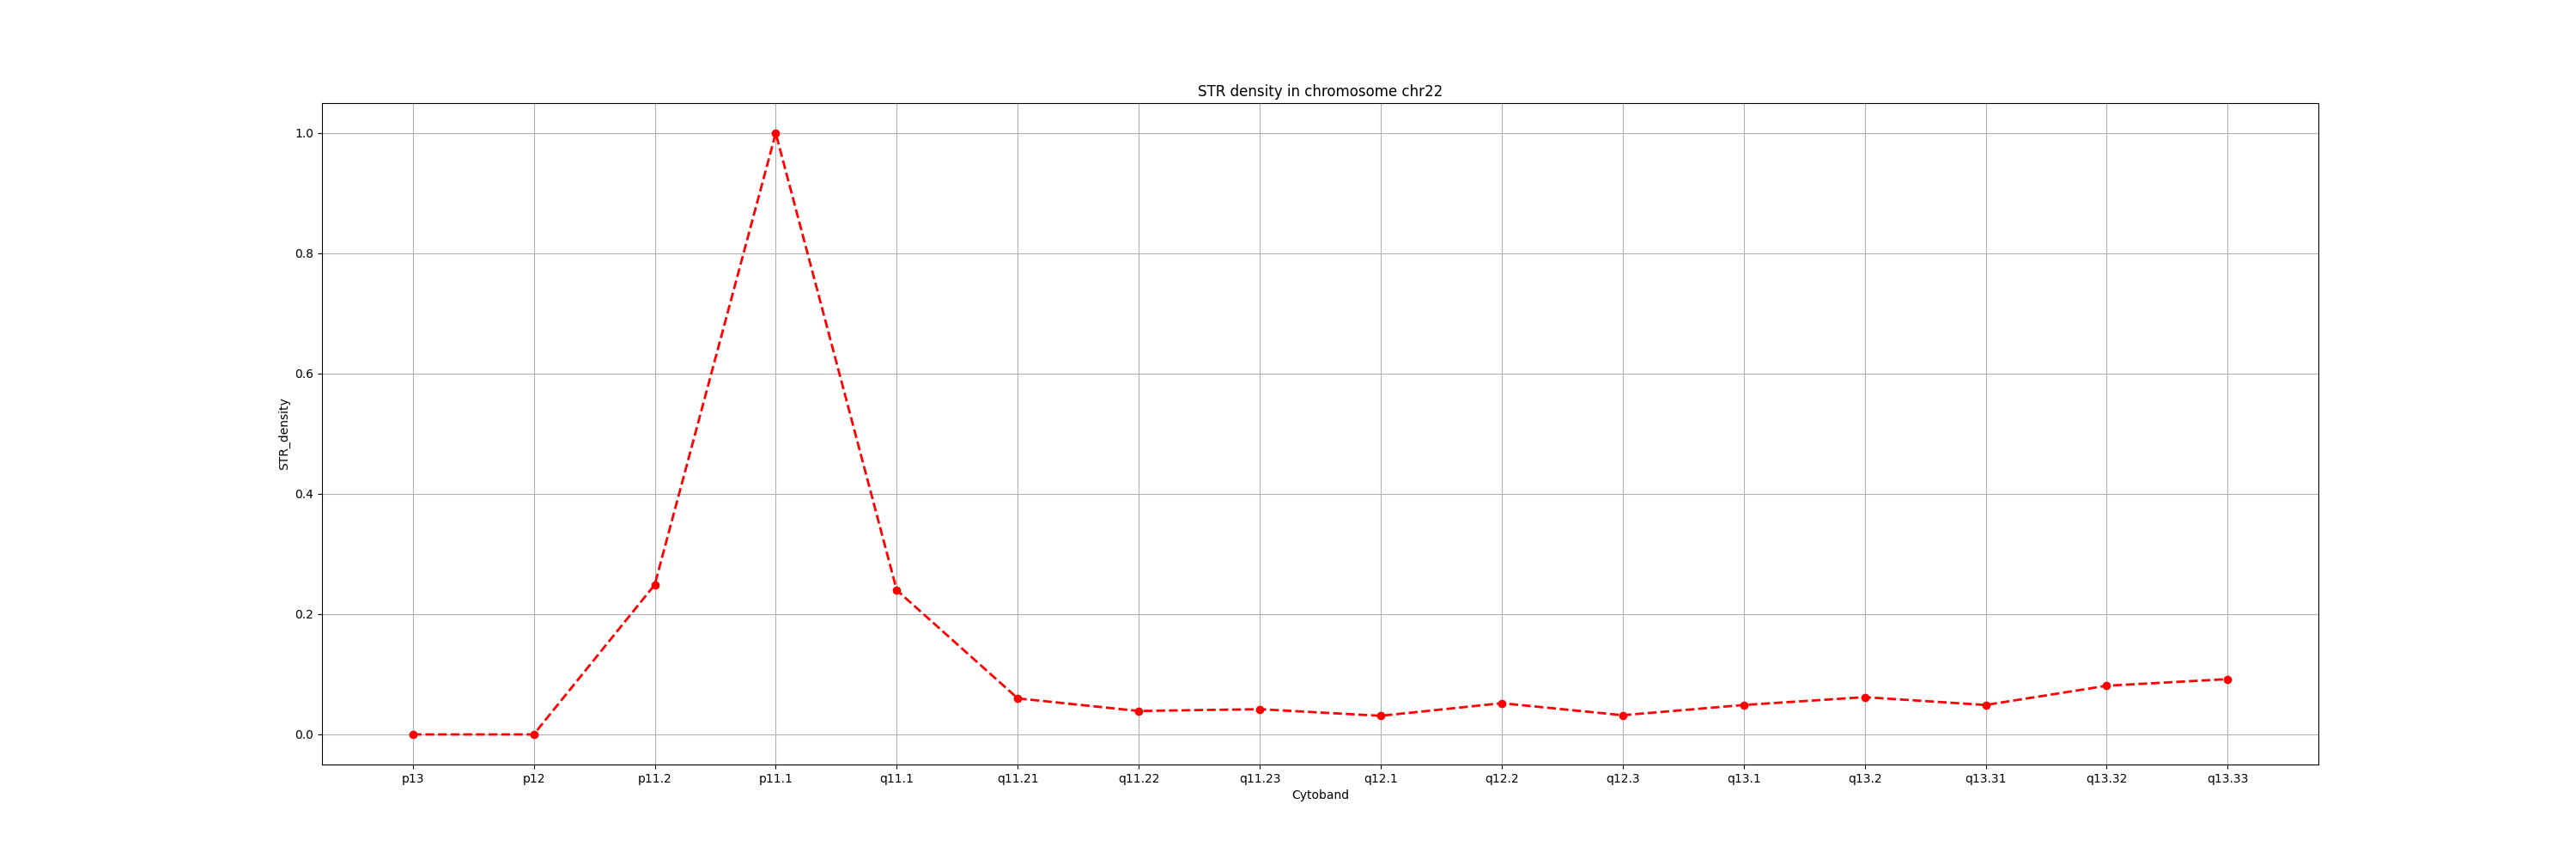 STR density in chromosome chr22
1.0
0.8
0.6
0.4
0.2
0.0
STR_density
p13 p12 p11.2 p11.1 q11.1 q11.21 q11.22 q11.23 q12.1 q12.2 q12.3 q13.1 q13.2 q13.31 q13.32 q13.33
Cytoband